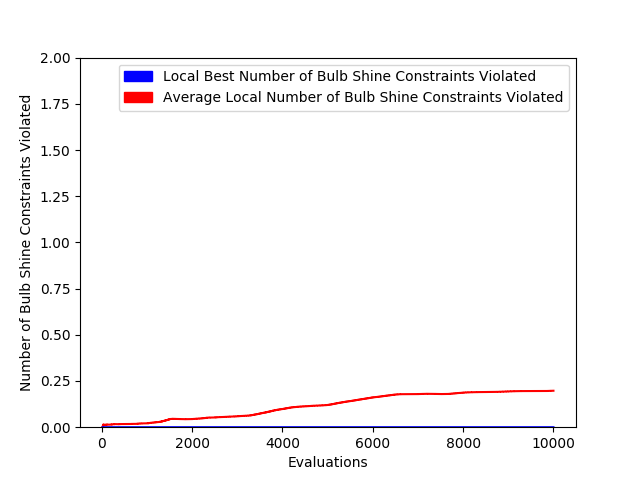 2.00
1.75
1.50
1.25
1.00
0.75
0.50
0.25
0.00
Number of Bulb Shine Constraints Violated
Local Best Number of Bulb Shine Constraints Violated
Average Local Number of Bulb Shine Constraints Violated
0 2000 4000 6000 8000 10000
Evaluations